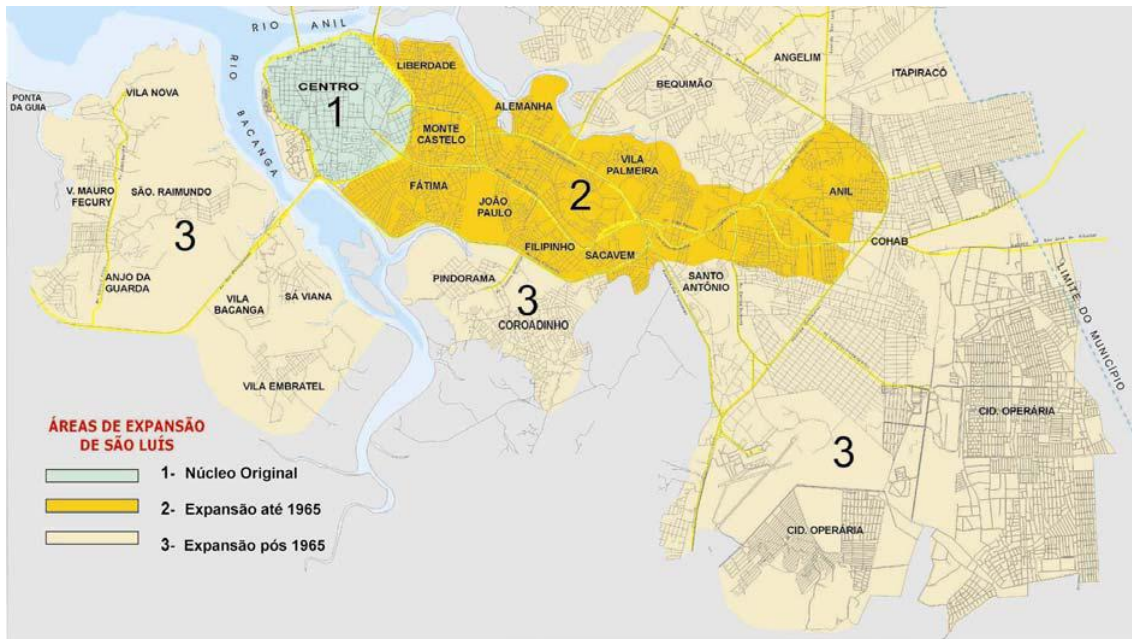 RIO ANIL
RIO BACANGA
PONTA
DA GUIA
VILA NOVA
CENTRO
1
LIBERDADE
ALEMANHA
BEQUIMÃO
ANGELIM
ITAPIRACÓ
MONTE
CASTELO
VILA
PALMEIRA
V. MAURO
FECURY
SÃO. RAIMUNDO
FÁTIMA
JOÃO
PAULO
2
ANIL
3
FILIPINHO
SACAVEM
COHAB
ANJO DA
GUARDA
VILA
BACANGA
SÁ VIANA
PINDORAMA
3
COROADINHO
SANTO
ANTÔNIO
LIMITE DO MUNICÍPIO
VILA EMBRATEL
CID. OPERÁRIA
3
CID. OPERÁRIA
ÁREAS DE EXPANSÃO
DE SÃO LUÍS
1- Núcleo Original
2- Expansão até 1965
3- Expansão pós 1965